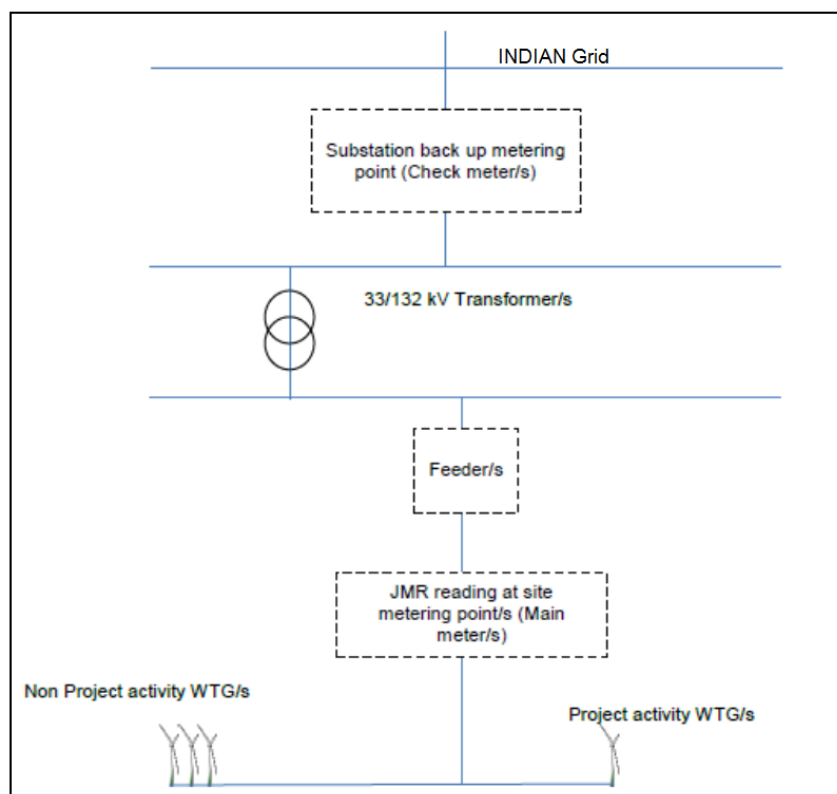 INDIAN Grid
Substation back up metering
point (Check meter/s)
33/132 kV Transformer/s
Feeder/s
JMR reading at site
metering point/s (Main
meter/s)
Non Project activity WTG/s
Project activity WTG/s